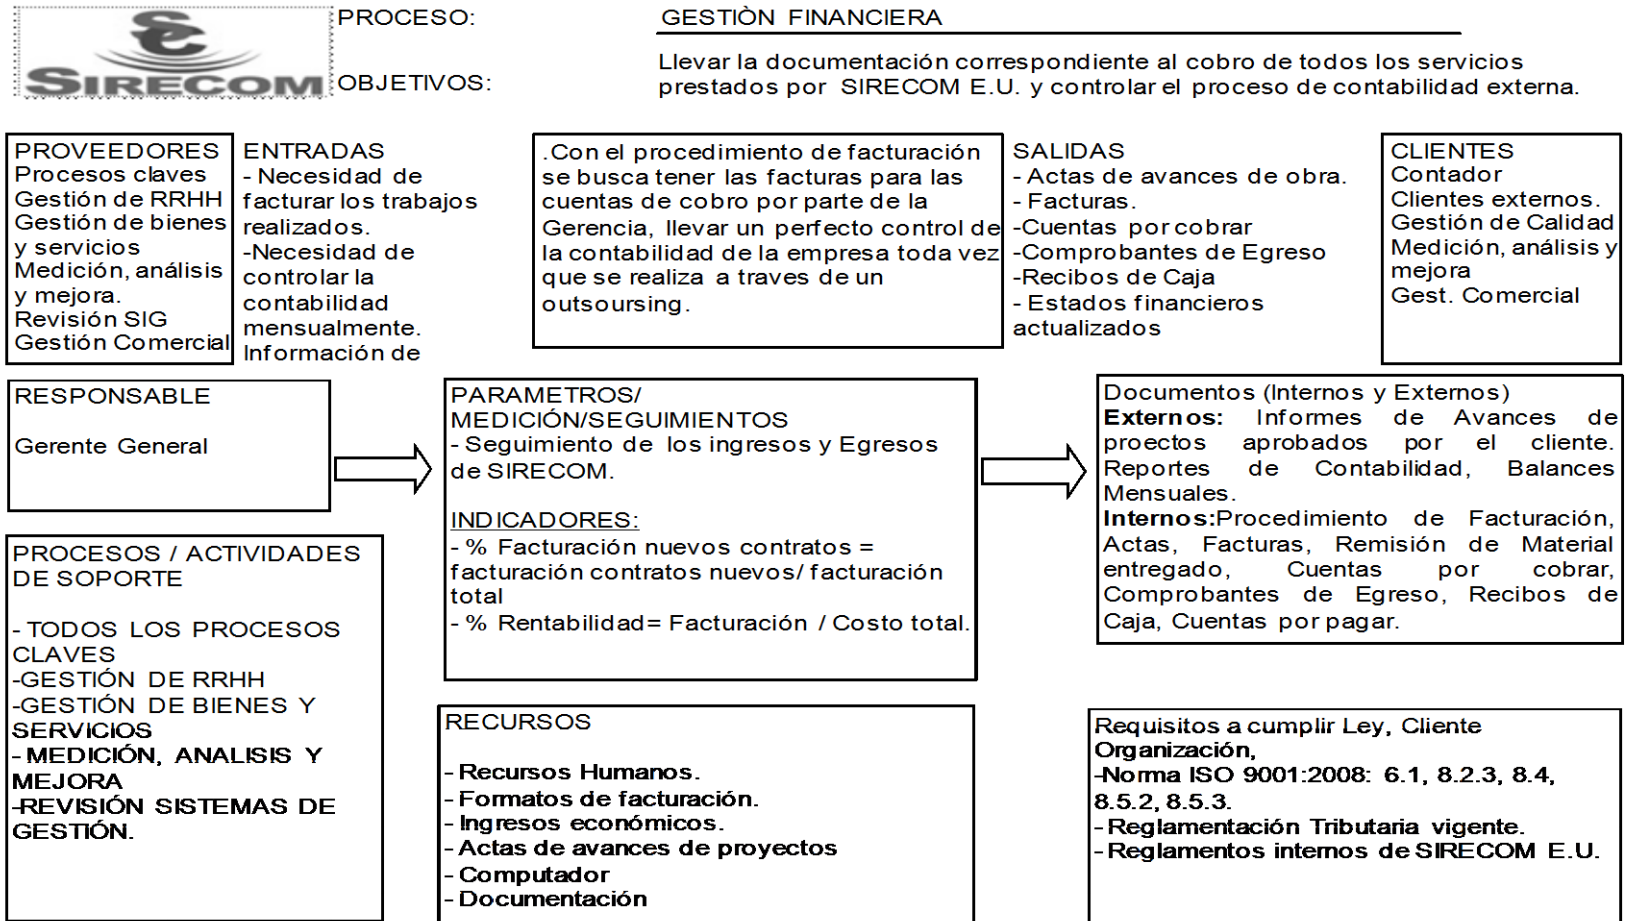 SIRECOM
PROCESO:
GESTIÒN FINANCIERA
OBJETIVOS:
Llevar la documentación correspondiente al cobro de todos los servicios
prestados por SIRECOM E.U. y controlar el proceso de contabilidad externa.
PROVEEDORES
Procesos claves
Gestión de RRHH
Gestión de bienes
y servicios
Medición, análisis
y mejora.
Revisión SIG
Gestión Comercial
ENTRADAS
- Necesidad de
facturar los trabajos
realizados.
-Necesidad de
controlar la
contabilidad
mensualmente.
Información de
.Con el procedimiento de facturación
se busca tener las facturas para las
cuentas de cobro por parte de la
Gerencia, llevar un perfecto control de
la contabilidad de la empresa toda vez
que se realiza a traves de un
outsoursing.
SALIDAS
- Actas de avances de obra.
- Facturas.
-Cuentas por cobrar
-Comprobantes de Egreso
-Recibos de Caja
- Estados financieros
actualizados
CLIENTES
Contador
Clientes externos.
Gestión de Calidad
Medición, análisis y
mejora
Gest. Comercial
RESPONSABLE
Gerente General
PARAMETROS/
MEDICIÓN/SEGUIMIENTOS
- Seguimiento de los ingresos y Egresos
de SIRECOM.
INDICADORES:
- % Facturación nuevos contratos =
facturación contratos nuevos/ facturación
total
- % Rentabilidad= Facturación / Costo total.
Documentos (Internos y Externos)
Externos: Informes de Avances de
proectos aprobados por el cliente.
Reportes de Contabilidad, Balances
Mensuales.
Internos:Procedimiento de Facturación,
Actas, Facturas, Remisión de Material
entregado, Cuentas por cobrar,
Comprobantes de Egreso, Recibos de
Caja, Cuentas por pagar.
PROCESOS / ACTIVIDADES
DE SOPORTE
- TODOS LOS PROCESOS
CLAVES
-GESTIÓN DE RRHH
-GESTIÓN DE BIENES Y
SERVICIOS
- MEDICIÓN, ANALISIS Y
MEJORA
-REVISIÓN SISTEMAS DE
GESTIÓN.
RECURSOS
- Recursos Humanos.
- Formatos de facturación.
- Ingresos económicos.
- Actas de avances de proyectos
- Computador
- Documentación
Requisitos a cumplir Ley, Cliente
Organización,
-Norma ISO 9001:2008: 6.1, 8.2.3, 8.4,
8.5.2, 8.5.3.
- Reglamentación Tributaria vigente.
- Reglamentos internos de SIRECOM E.U.